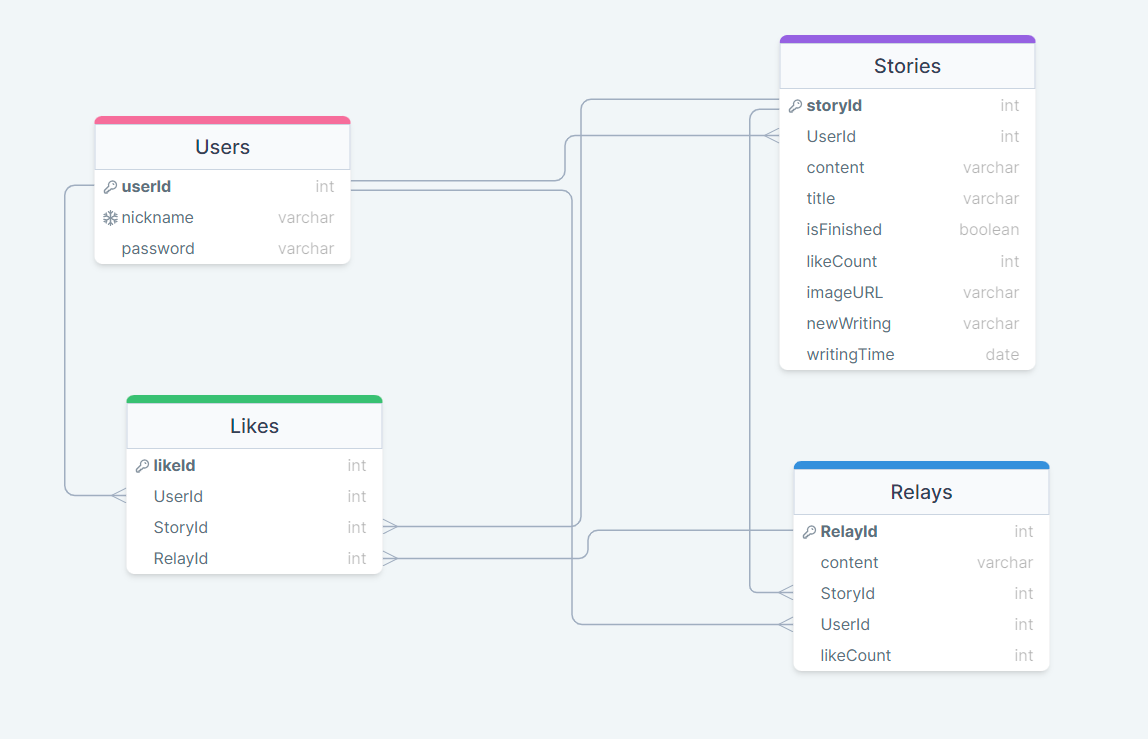 Users
userId int
nickname varchar
password varchar
Stories
storyId int
UserId int
content varchar
title varchar
isFinished boolean
likeCount int
imageURL varchar
newWriting varchar
writingTime date
Likes
likeId int
UserId int
StoryId int
RelayId int
Relays
RelayId int
content varchar
StoryId int
UserId int
likeCount int